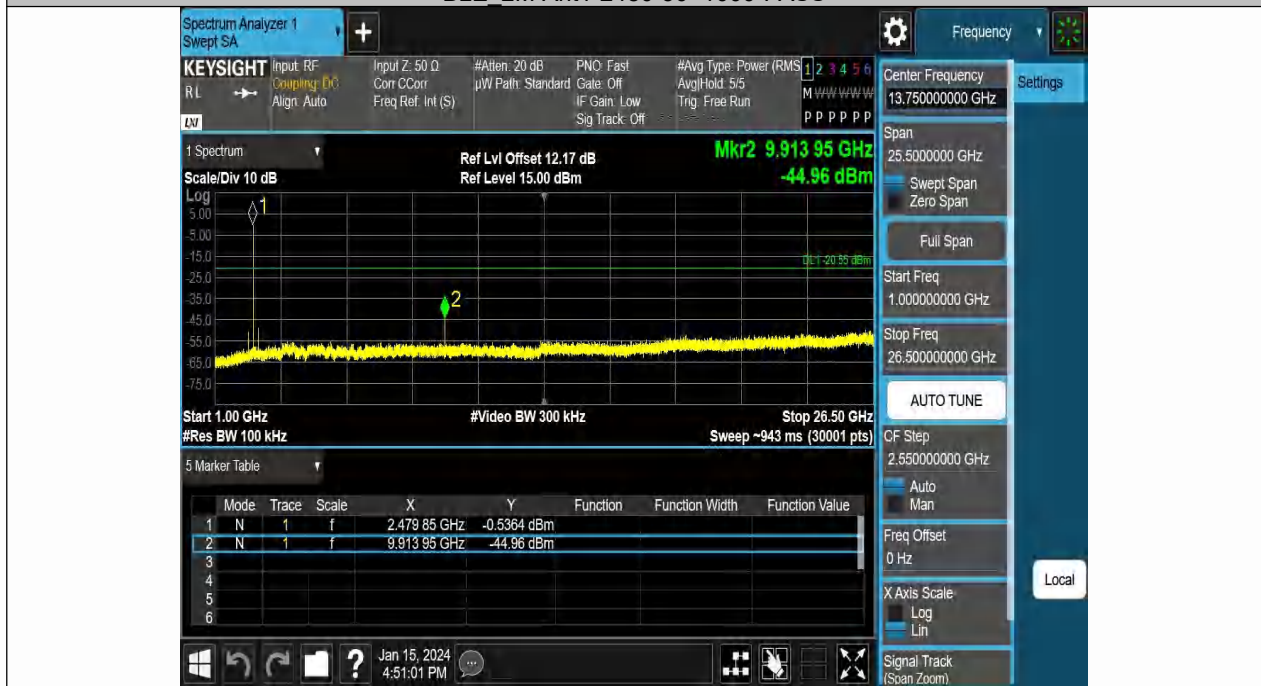 Spectrum Analyzer 1
Swept SA
+
Frequency
KEYSIGHT
RL
LXI
Input: RF
Coupling: DC
Align: Auto
Input Z: 50 Ω
Corr CCorr
Freq Ref: Int (S)
#Atten: 20 dB
µW Path: Standard
PNO: Fast
Gate: Off
IF Gain: Low
Sig Track: Off
#Avg Type: Power (RMS
Avg|Hold: 5/5
Trig: Free Run
1 2 3 4 5 6
M W W W W W
P P P P P P
1 Spectrum
Scale/Div 10 dB
Ref Lvl Offset 12.17 dB
Ref Level 15.00 dBm
Mkr2 9.913 95 GHz
-44.96 dBm
Log
5.00
-5.00
-15.0
-25.0
-35.0
-45.0
-55.0
-65.0
-75.0
1
2
DL1 -20.55 dBm
Start 1.00 GHz
#Res BW 100 kHz
#Video BW 300 kHz
Stop 26.50 GHz
Sweep ~943 ms (30001 pts)
5 Marker Table
Mode Trace Scale X Y Function Function Width Function Value
1 N 1 f 2.479 85 GHz -0.5364 dBm
2 N 1 f 9.913 95 GHz -44.96 dBm
3
4
5
6
Jan 15, 2024
4:51:01 PM
Center Frequency
13.750000000 GHz
Settings
Span
25.5000000 GHz
Swept Span
Zero Span
Full Span
Start Freq
1.000000000 GHz
Stop Freq
26.500000000 GHz
AUTO TUNE
CF Step
2.550000000 GHz
Auto
Man
Freq Offset
0 Hz
X Axis Scale
Log
Lin
Local
Signal Track
(Span Zoom)